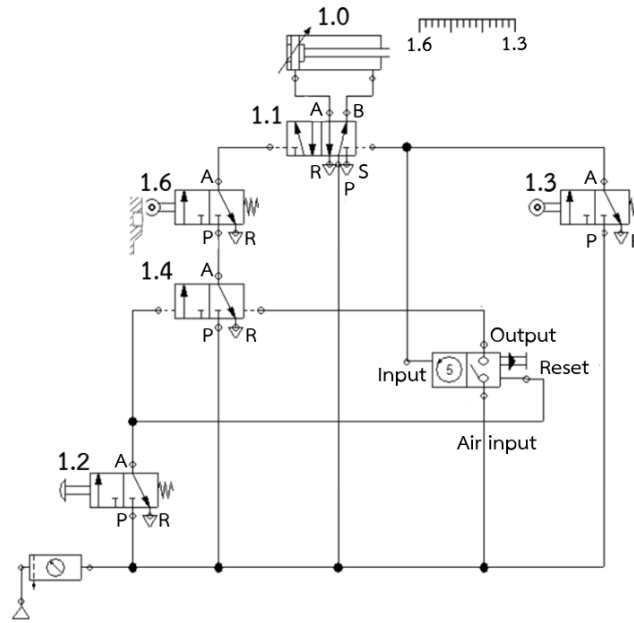 1.0
1.6 1.3
A B
1.1
R S
P
1.6 A
P R
1.3 A
P
A
1.4
P R
Output
Input 5 Reset
Air input
1.2 A
P R